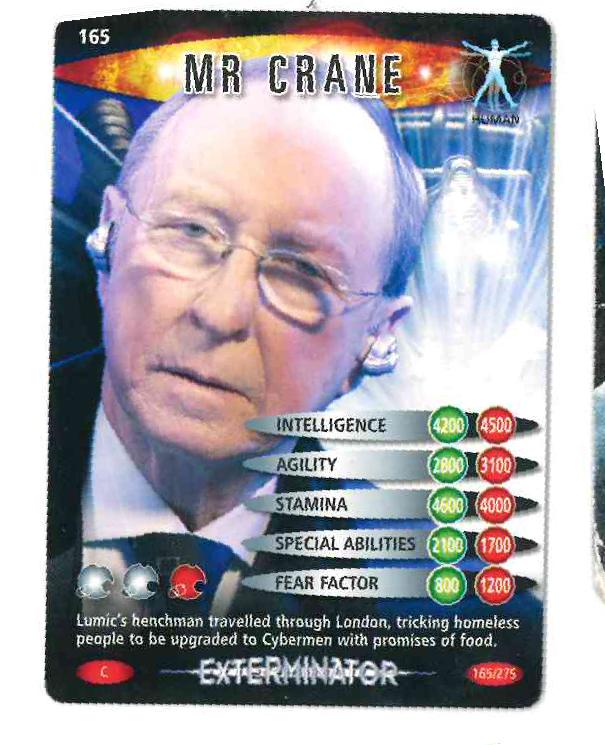 165
MR CRANE
HUMAN
INTELLIGENCE 4200 4500
AGILITY 2800 3100
STAMINA 4600 4000
SPECIAL ABILITIES 2100 1700
FEAR FACTOR 800 1200
Lumic's henchman travelled through London, tricking homeless
people to be upgraded to Cybermen with promises of food.
C EXTERMINATOR 165/275